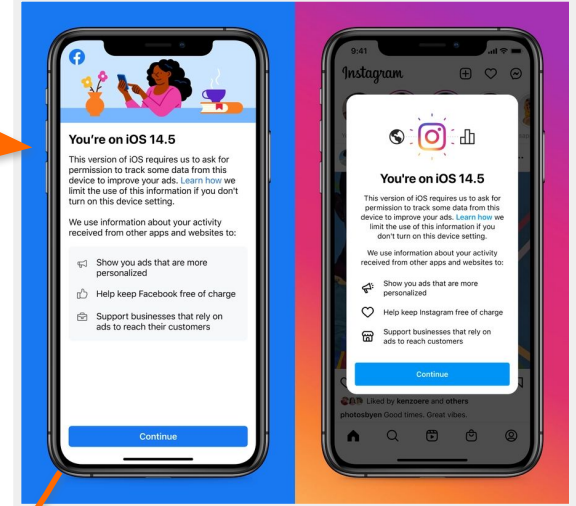 You're on iOS 14.5
This version of iOS requires us to ask for
permission to track some data from this
device to improve your ads. Learn how we
limit the use of this information if you don't
turn on this device setting.
We use information about your activity
received from other apps and websites to:
Show you ads that are more
personalized
Help keep Facebook free of charge
Support businesses that rely on
ads to reach their customers
Continue
9:41
Instagram
You're on iOS 14.5
This version of iOS requires us to ask for
permission to track some data from this
device to improve your ads. Learn how we
limit the use of this information if you
don't turn on this device setting.
We use information about your activity
received from other apps and websites to:
Show you ads that are more
personalized
Help keep Instagram free of charge
Support businesses that rely on
ads to reach customers
Continue
Liked by kenzoere and others
photosbyen Good times. Great vibes.